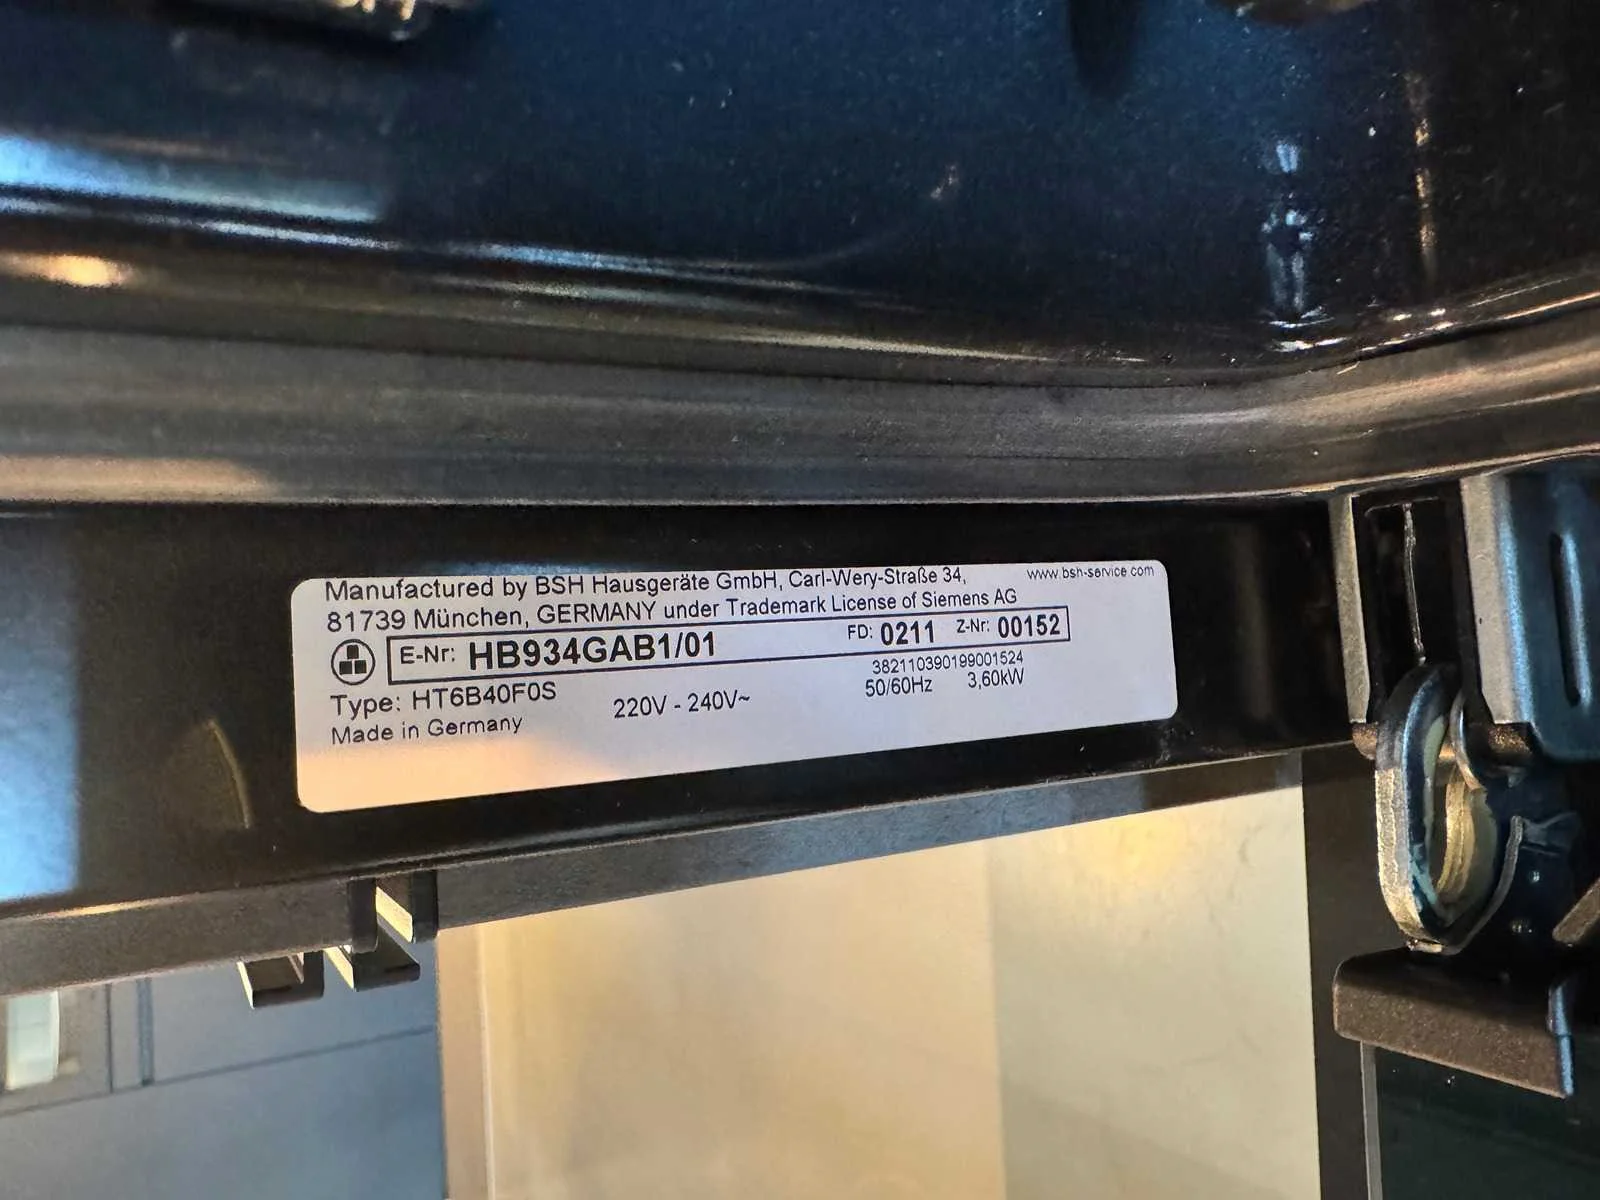 Manufactured by BSH Hausgeräte GmbH, Carl-Wery-Straße 34, www.bsh-service.com
81739 München, GERMANY under Trademark License of Siemens AG
E-Nr: HB934GAB1/01 FD: 0211 Z-Nr: 00152
382110390199001524
Type: HT6B40F0S 220V - 240V~ 50/60Hz 3,60kW
Made in Germany